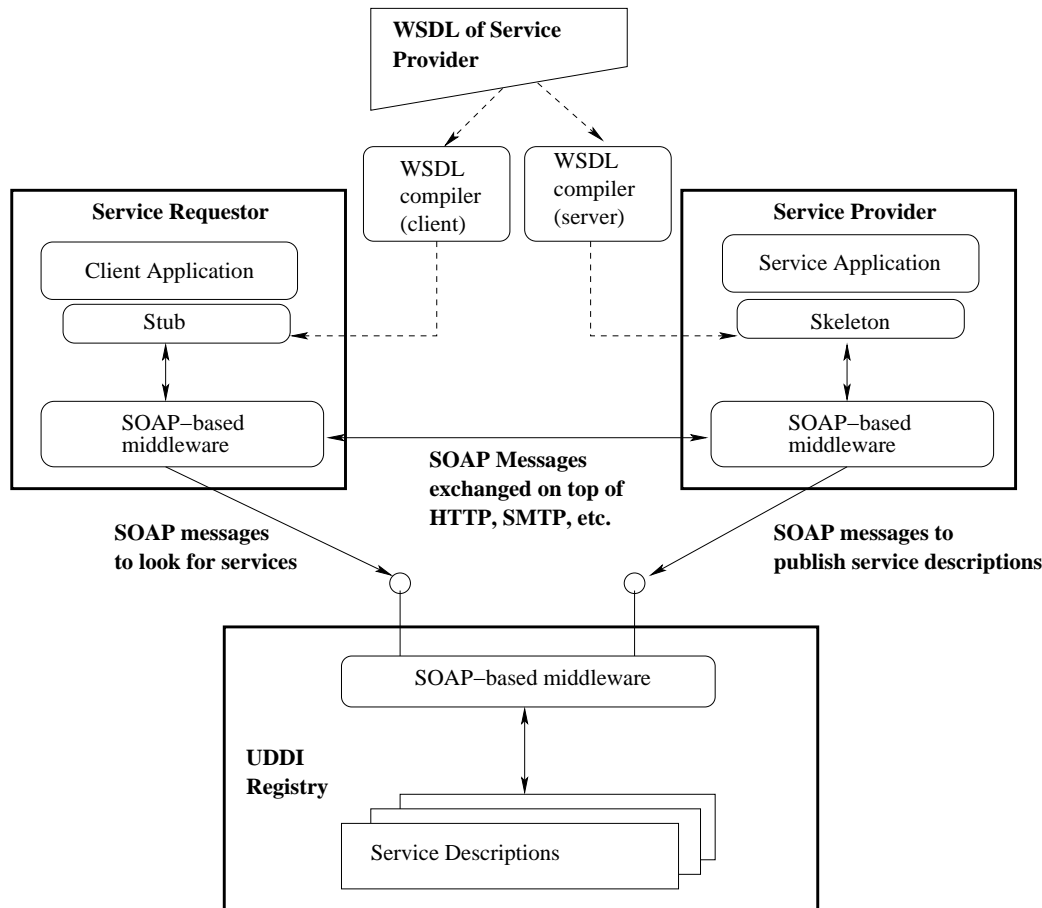 WSDL of Service
Provider
WSDL
compiler
(client)
WSDL
compiler
(server)
Service Requestor
Client Application
Stub
SOAP−based
middleware
Service Provider
Service Application
Skeleton
SOAP−based
middleware
SOAP Messages
exchanged on top of
HTTP, SMTP, etc.
SOAP messages
to look for services
SOAP messages to
publish service descriptions
SOAP−based middleware
UDDI
Registry
Service Descriptions